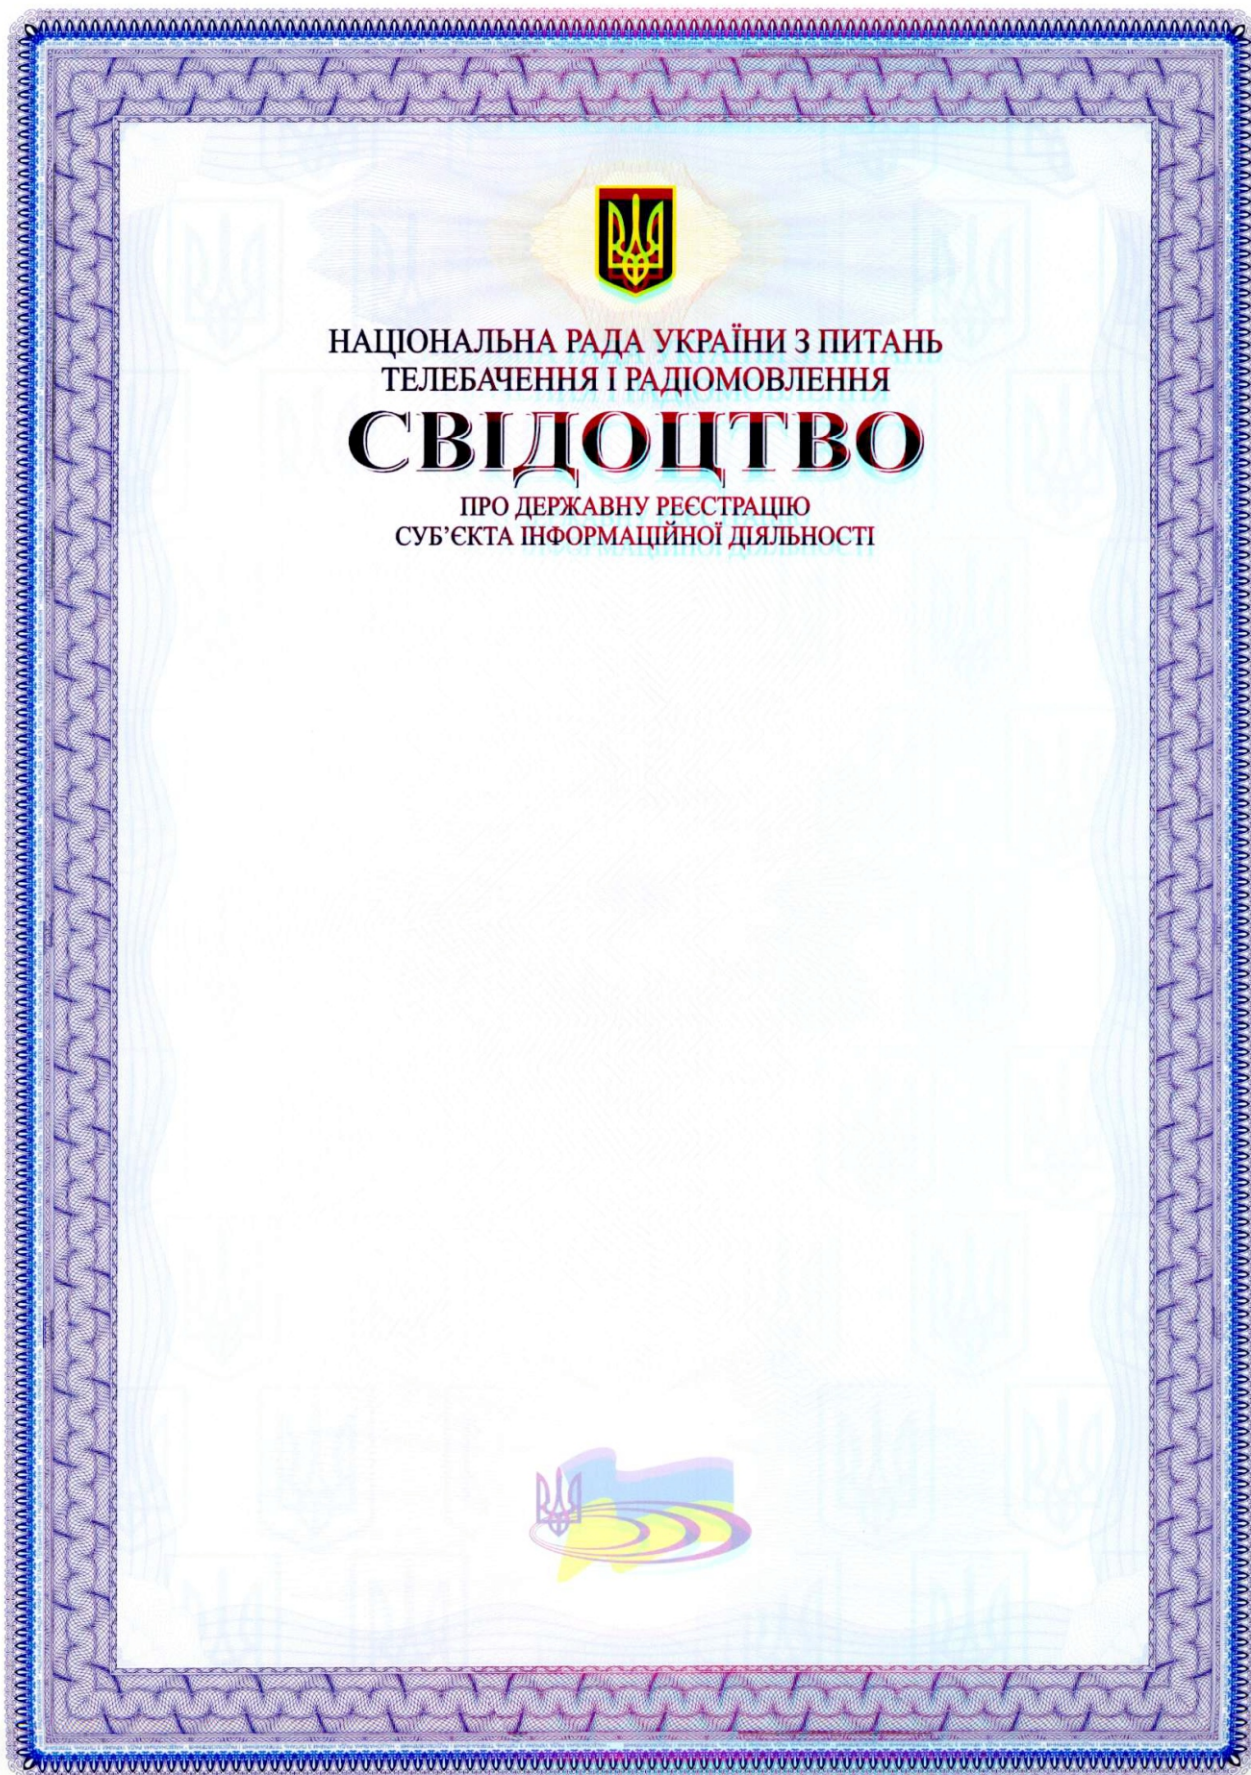 НАЦІОНАЛЬНА РАДА УКРАЇНИ З ПИТАНЬ
ТЕЛЕБАЧЕННЯ І РАДІОМОВЛЕННЯ
СВІДОЦТВО
ПРО ДЕРЖАВНУ РЕЄСТРАЦІЮ
СУБ’ЄКТА ІНФОРМАЦІЙНОЇ ДІЯЛЬНОСТІ